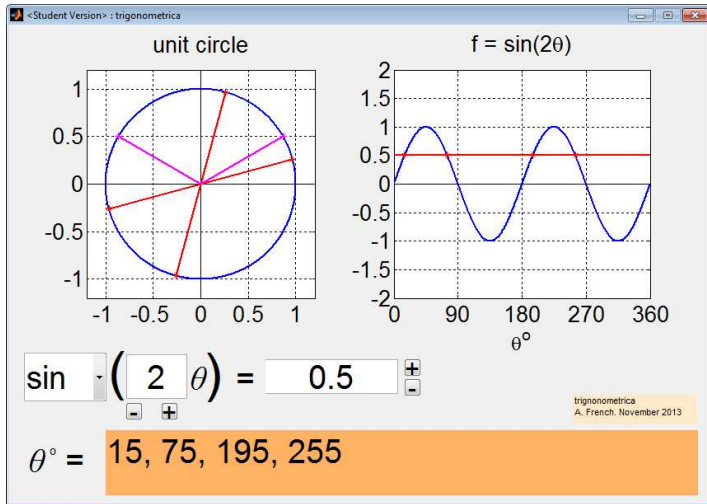 <Student Version> : trigonometrica
unit circle
1
0.5
0
-0.5
-1
-1 -0.5 0 0.5 1
f = sin(2θ)
2
1.5
1
0.5
0
-0.5
-1
-1.5
-2
0 90 180 270 360
θ°
sin (2 θ) = 0.5
+
-
- +
trignonometrica
A. French. November 2013
θ° = 15, 75, 195, 255